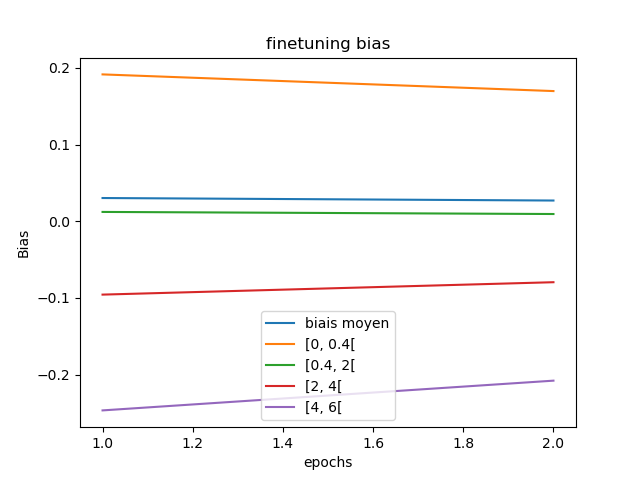 finetuning bias
Bias
0.2
0.1
0.0
−0.1
−0.2
biais moyen
[0, 0.4[
[0.4, 2[
[2, 4[
[4, 6[
1.0 1.2 1.4 1.6 1.8 2.0
epochs